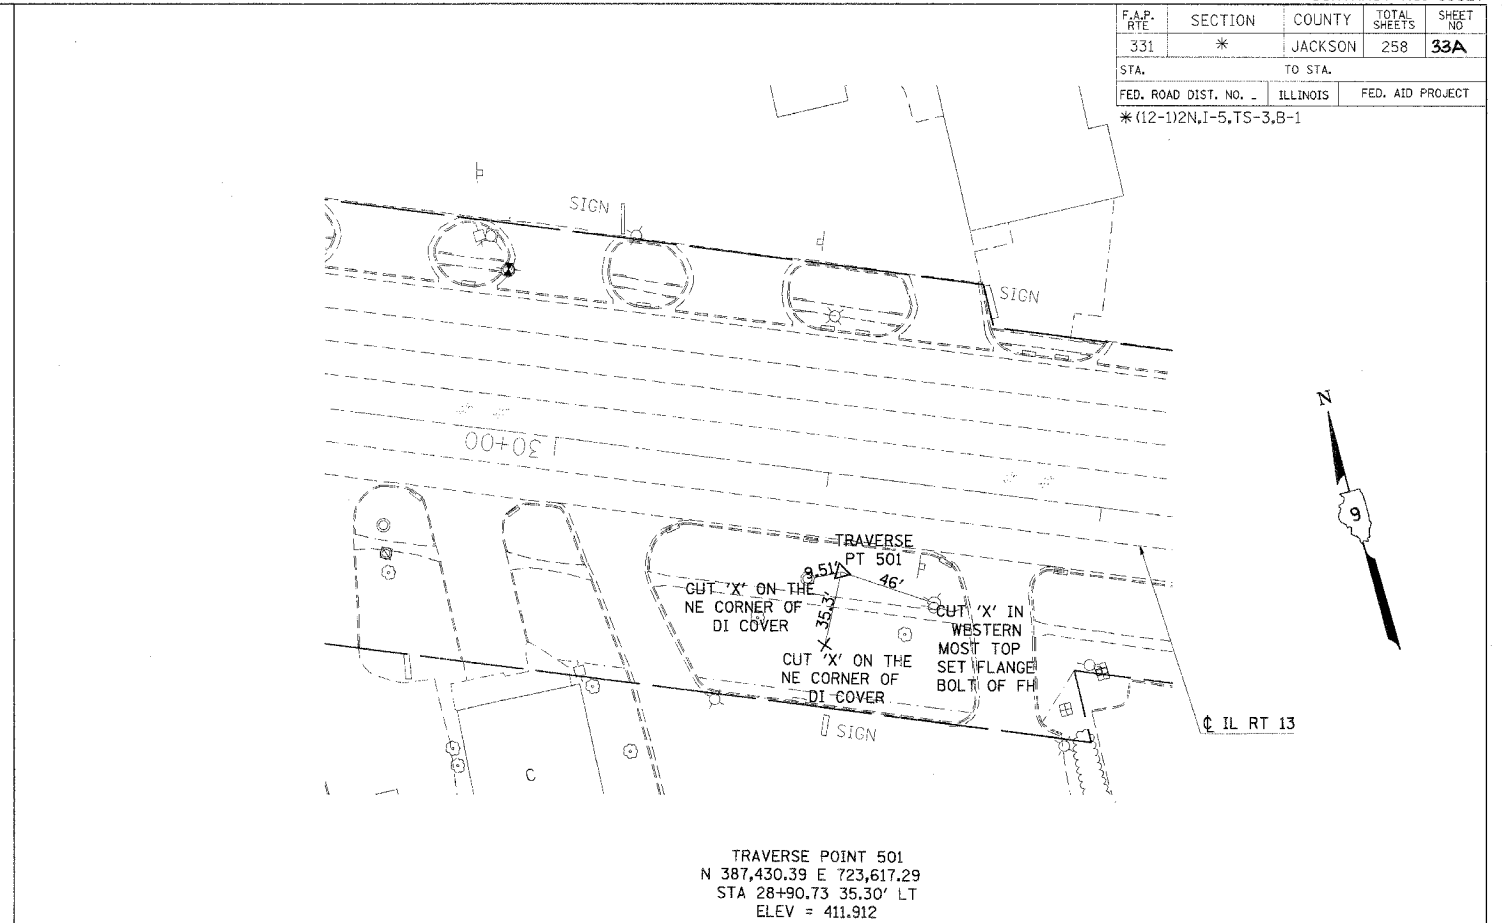 F.A.P. RTE SECTION COUNTY TOTAL SHEETS SHEET NO
331 * JACKSON 258 33A
STA. TO STA.
FED. ROAD DIST. NO. _ ILLINOIS FED. AID PROJECT
*(12-1)2N,I-5,TS-3,B-1
SIGN
SIGN
N
30+00
9
TRAVERSE
PT 501
9.51'
46'
35.3'
CUT 'X' ON THE
NE CORNER OF
DI COVER
CUT 'X' IN
WESTERN
MOST TOP
SET FLANGE
BOLT OF FH
CUT 'X' ON THE
NE CORNER OF
DI COVER
SIGN
℄ IL RT 13
C
TRAVERSE POINT 501
N 387,430.39 E 723,617.29
STA 28+90.73 35.30' LT
ELEV = 411.912